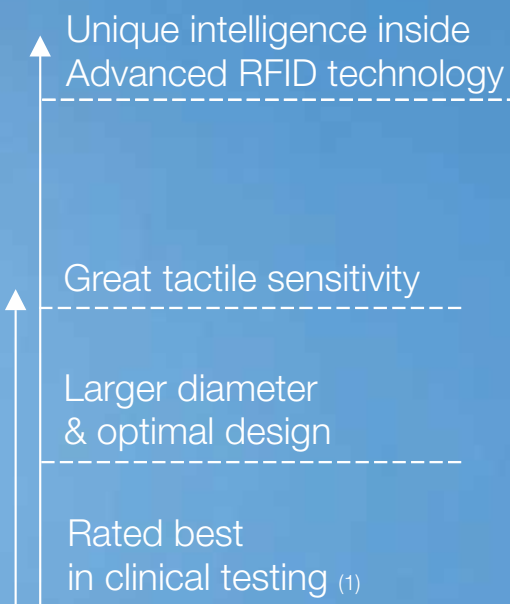 Unique intelligence inside
Advanced RFID technology
Great tactile sensitivity
Larger diameter
& optimal design
Rated best
in clinical testing (1)